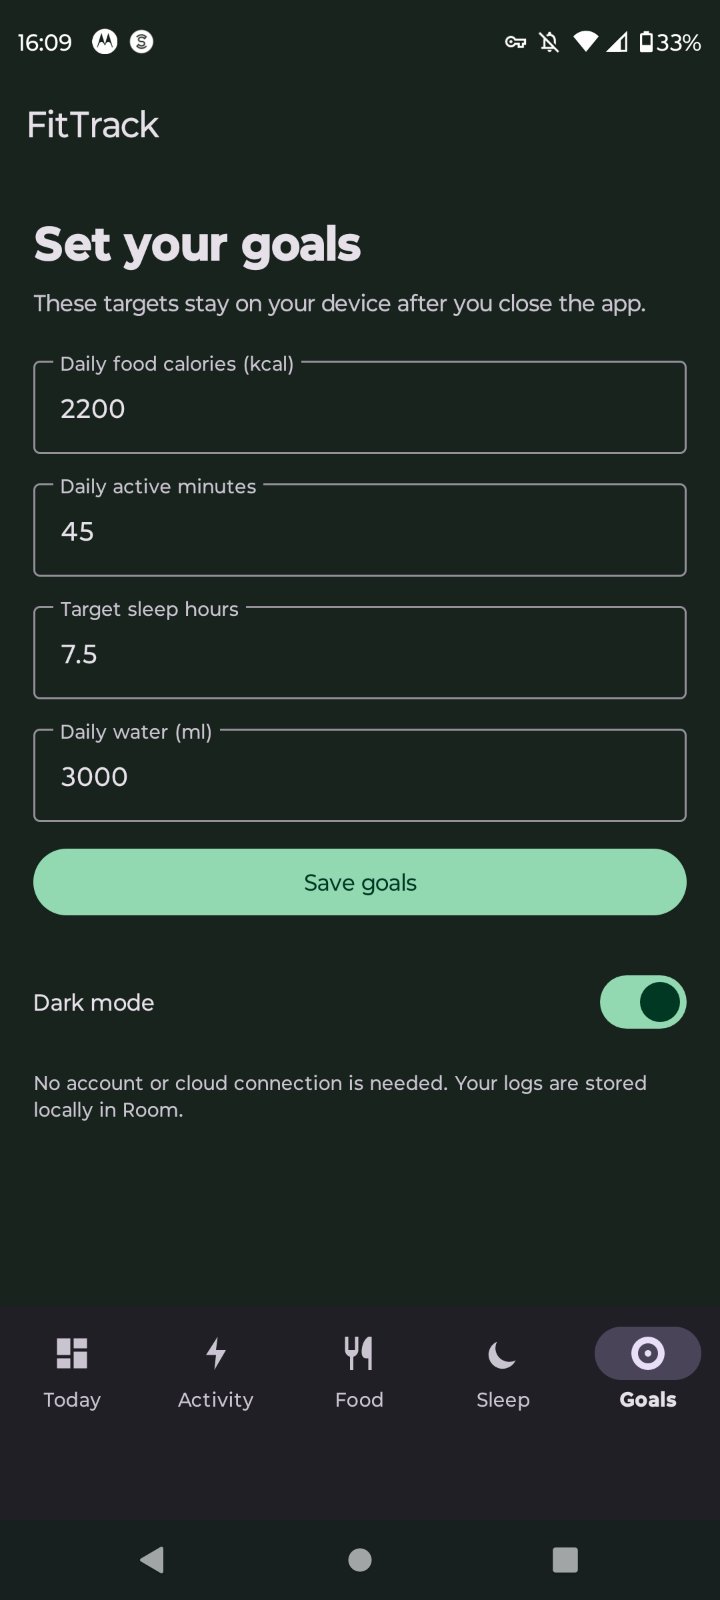 16:09
33%
FitTrack
Set your goals
These targets stay on your device after you close the app.
Daily food calories (kcal)
2200
Daily active minutes
45
Target sleep hours
7.5
Daily water (ml)
3000
Save goals
Dark mode
No account or cloud connection is needed. Your logs are stored
locally in Room.
Today Activity Food Sleep Goals